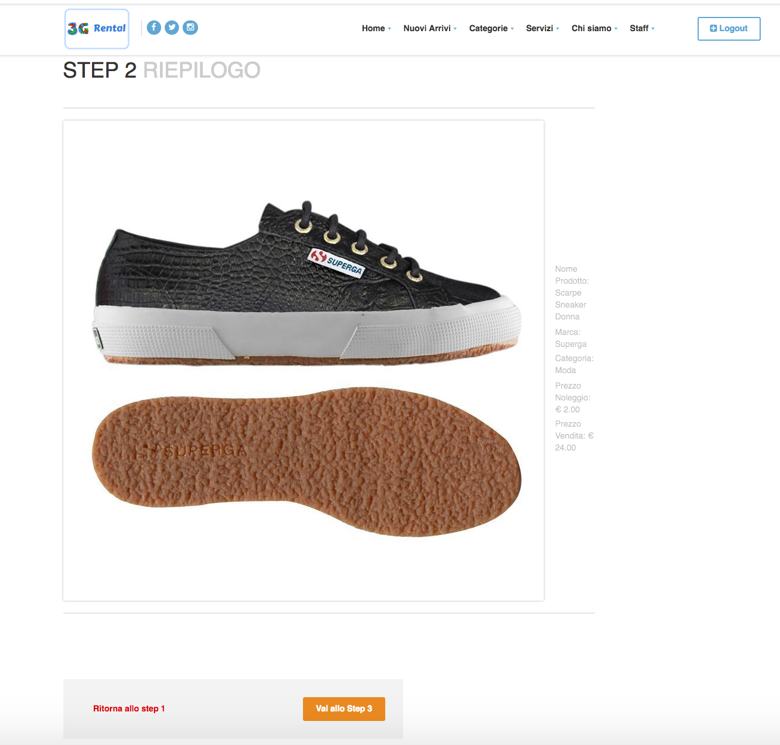 3G Rental
Home Nuovi Arrivi Categorie Servizi Chi siamo Staff Logout
STEP 2 RIEPILOGO
SUPERGA
SUPERGA
Nome
Prodotto:
Scarpe
Sneaker
Donna
Marca:
Superga
Categoria:
Moda
Prezzo
Noleggio:
€ 2.00
Prezzo
Vendita: €
24.00
Ritorna allo step 1
Vai allo Step 3